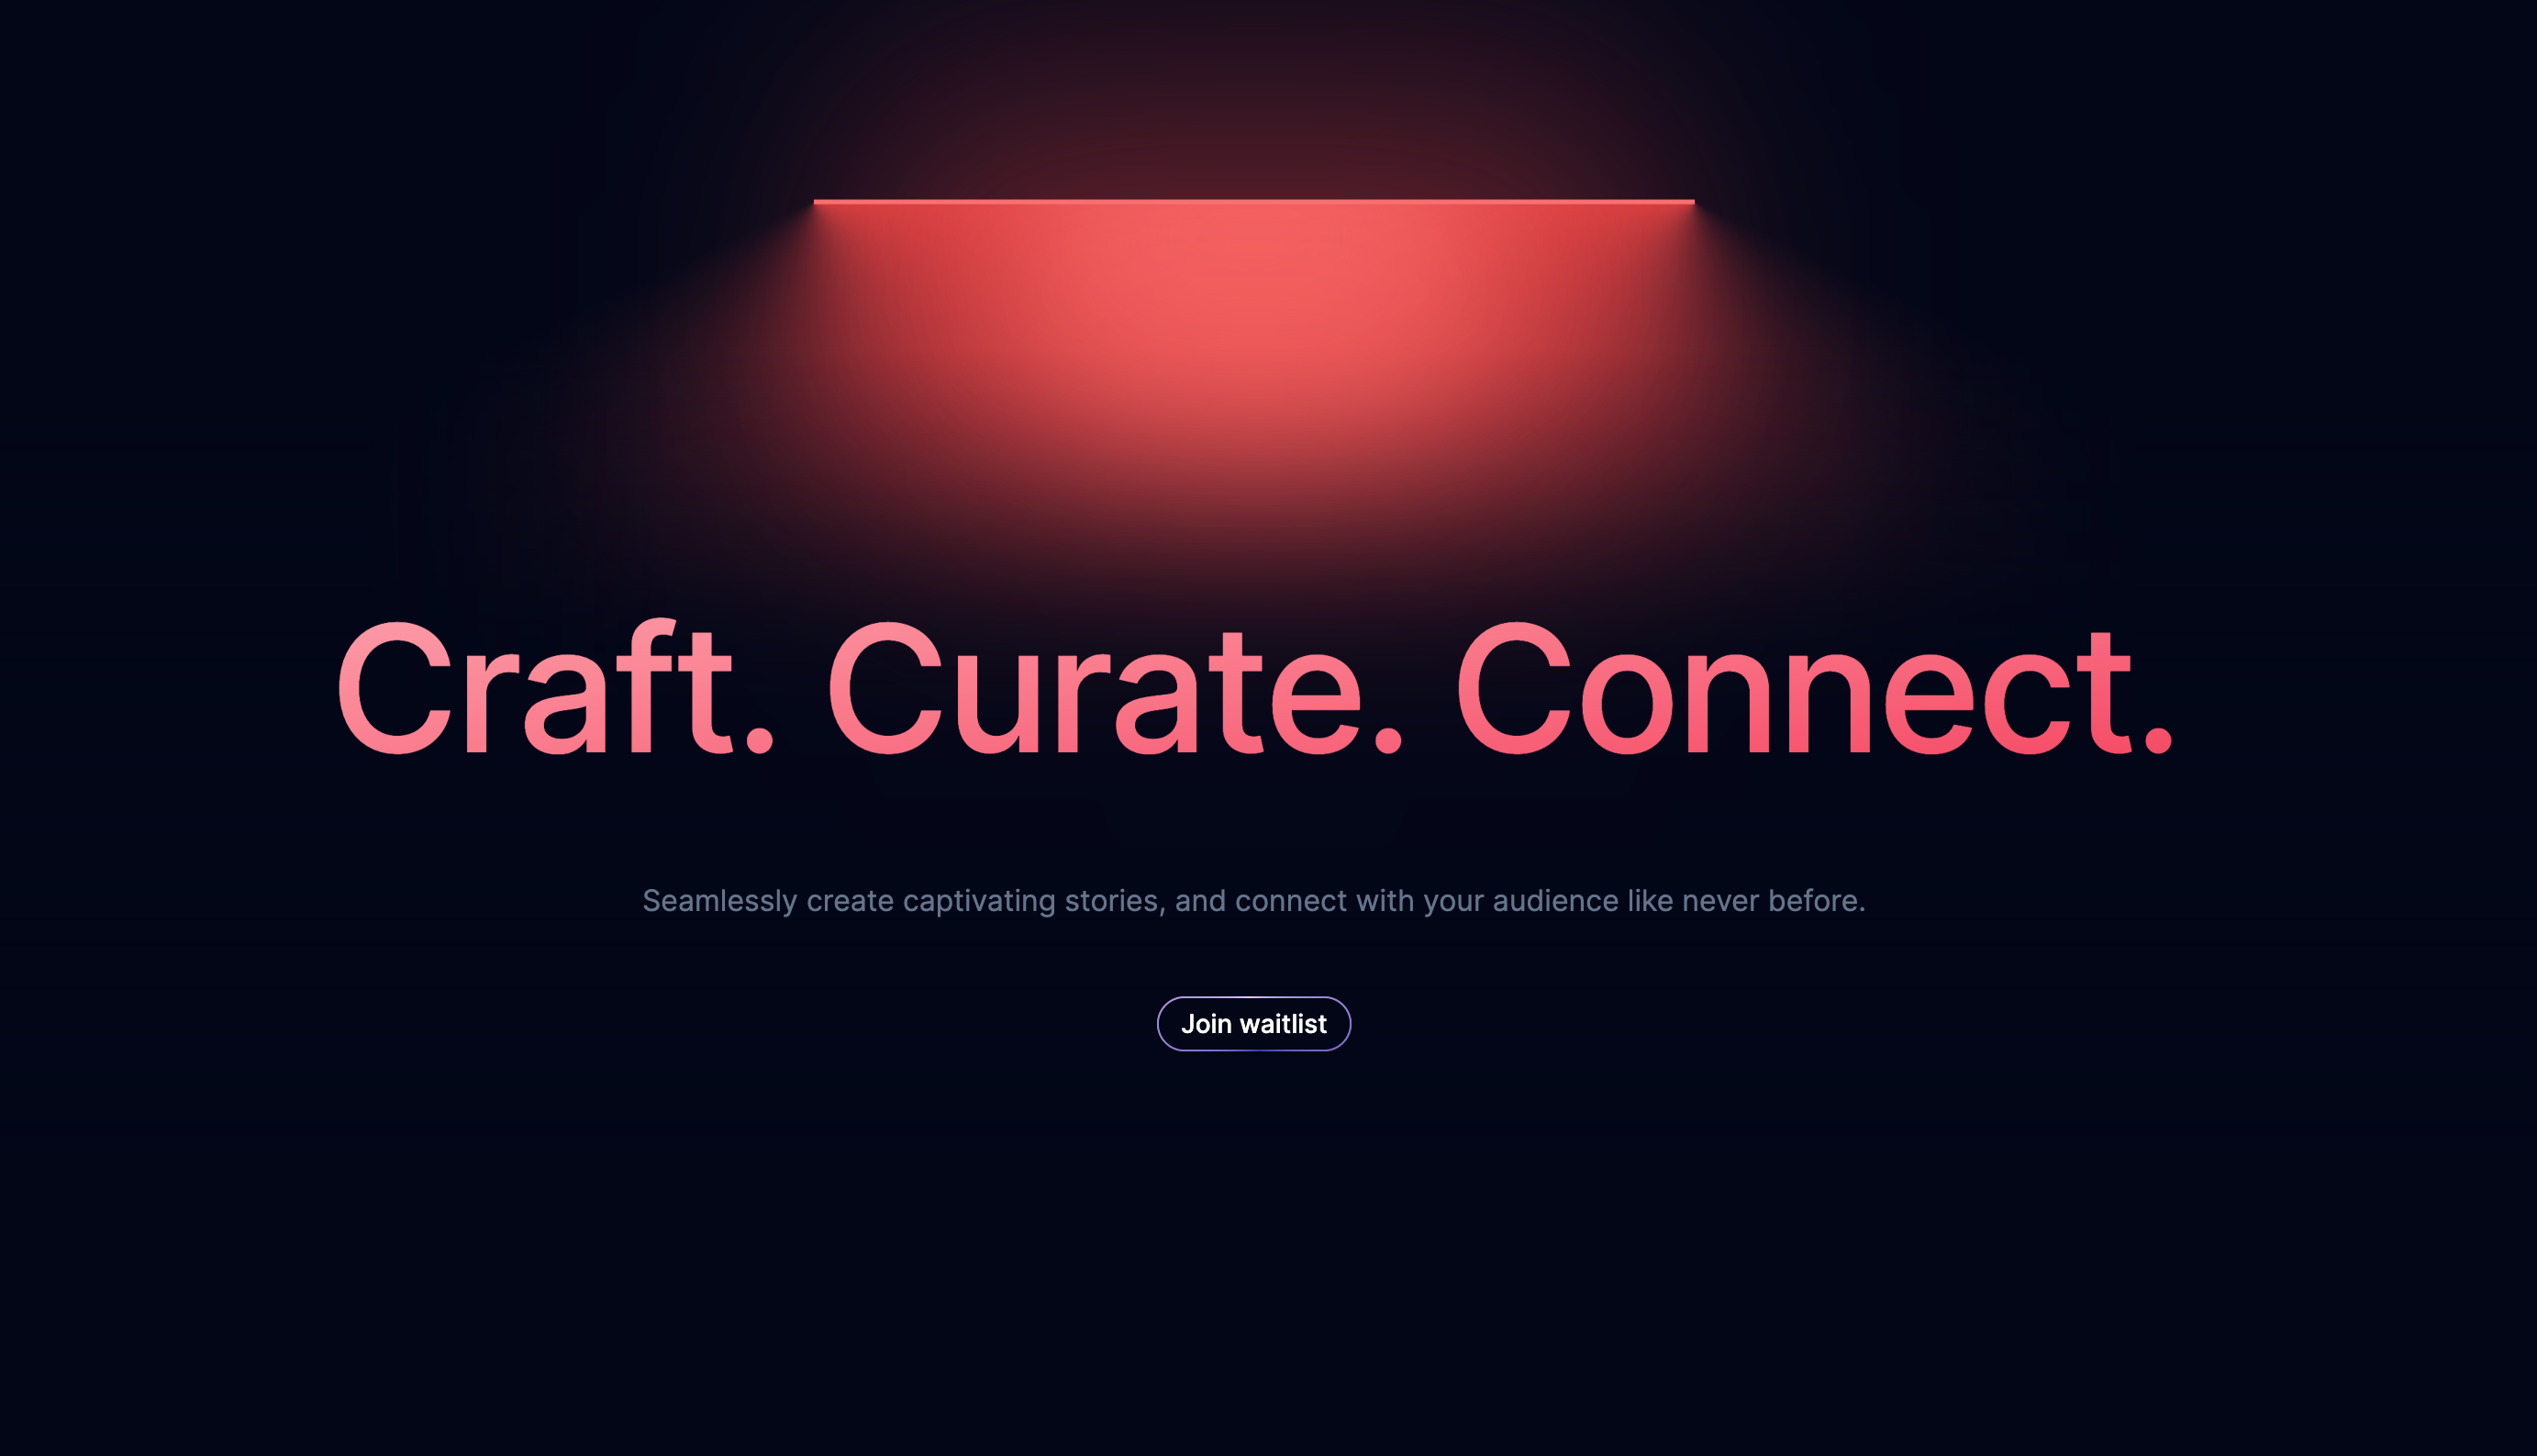 Craft. Curate. Connect.
Seamlessly create captivating stories, and connect with your audience like never before.
Join waitlist